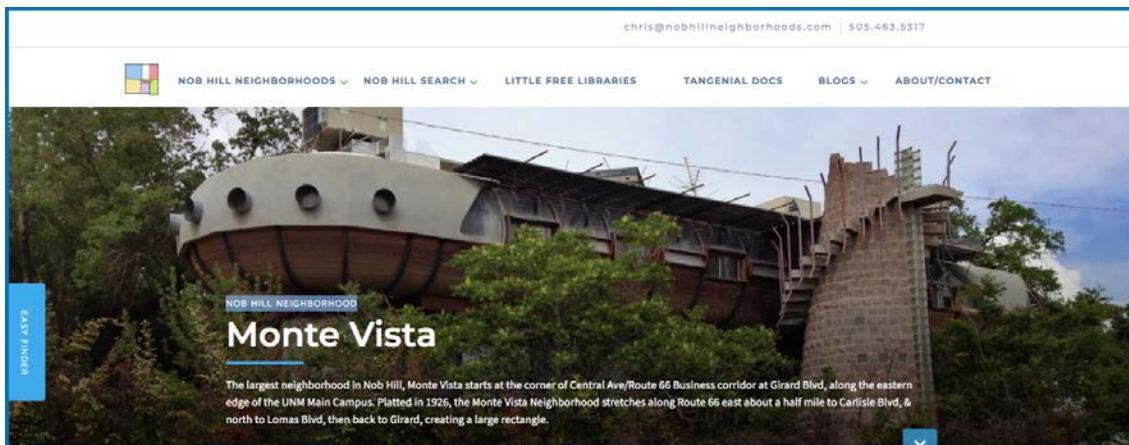 chris@nobhillneighborhoods.com 505.463.5317
NOB HILL NEIGHBORHOODS NOB HILL SEARCH LITTLE FREE LIBRARIES TANGENIAL DOCS BLOGS ABOUT/CONTACT
EASY FINDER
NOB HILL NEIGHBORHOOD
Monte Vista
The largest neighborhood in Nob Hill, Monte Vista starts at the corner of Central Ave/Route 66 Business corridor at Girard Blvd, along the eastern
edge of the UNM Main Campus. Platted in 1926, the Monte Vista Neighborhood stretches along Route 66 east about a half mile to Carlisle Blvd, &
north to Lomas Blvd, then back to Girard, creating a large rectangle.